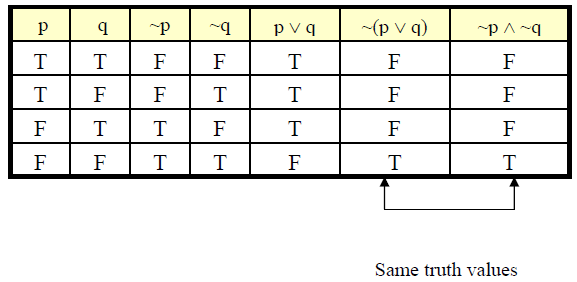 p q ~p ~q p ∨ q ~(p ∨ q) ~p ∧ ~q
T T F F T F F
T F F T T F F
F T T F T F F
F F T T F T T
Same truth values